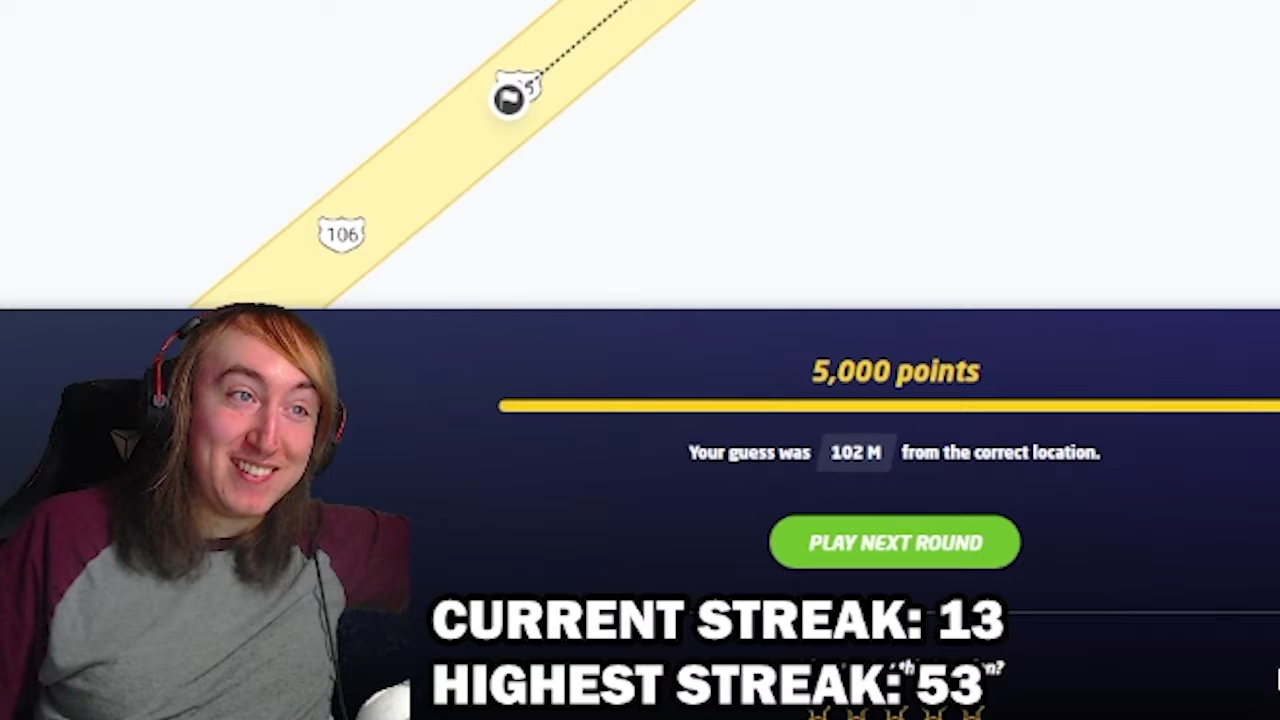 106
5,000 points
Your guess was 102 M from the correct location.
PLAY NEXT ROUND
CURRENT STREAK: 13
HIGHEST STREAK: 53